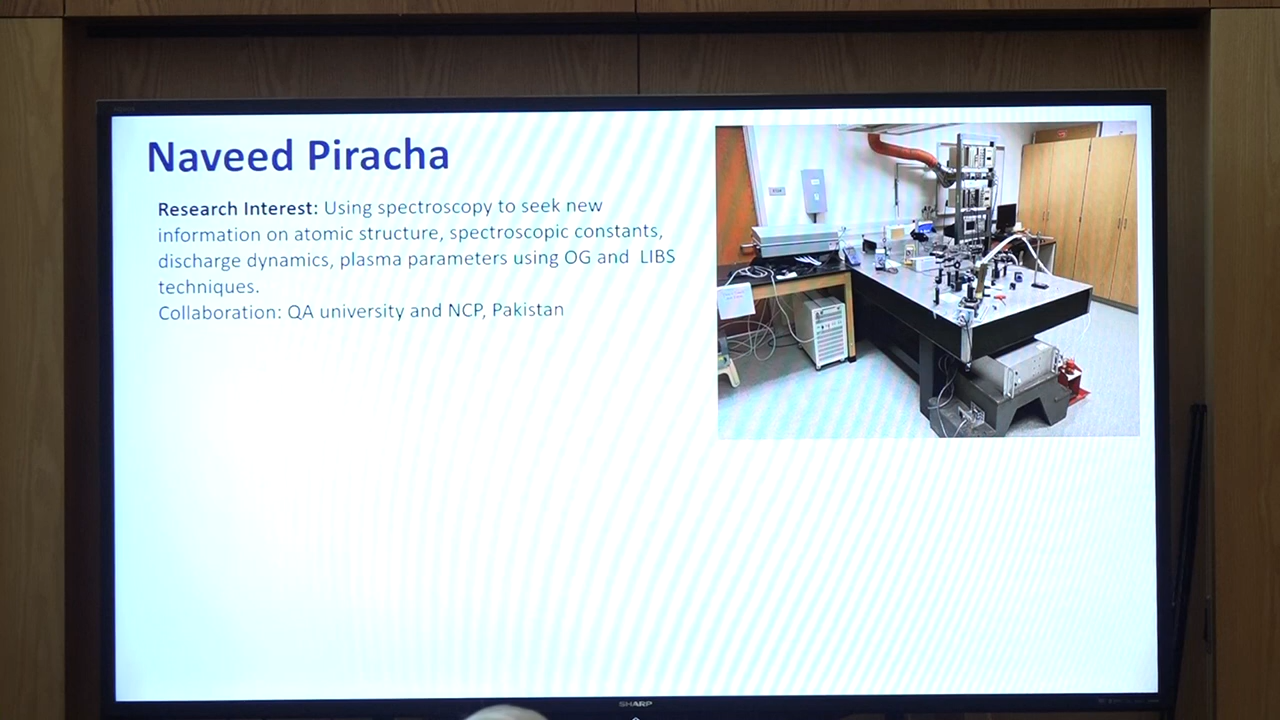 Naveed Piracha
Research Interest: Using spectroscopy to seek new
information on atomic structure, spectroscopic constants,
discharge dynamics, plasma parameters using OG and LIBS
techniques.
Collaboration: QA university and NCP, Pakistan
SHARP